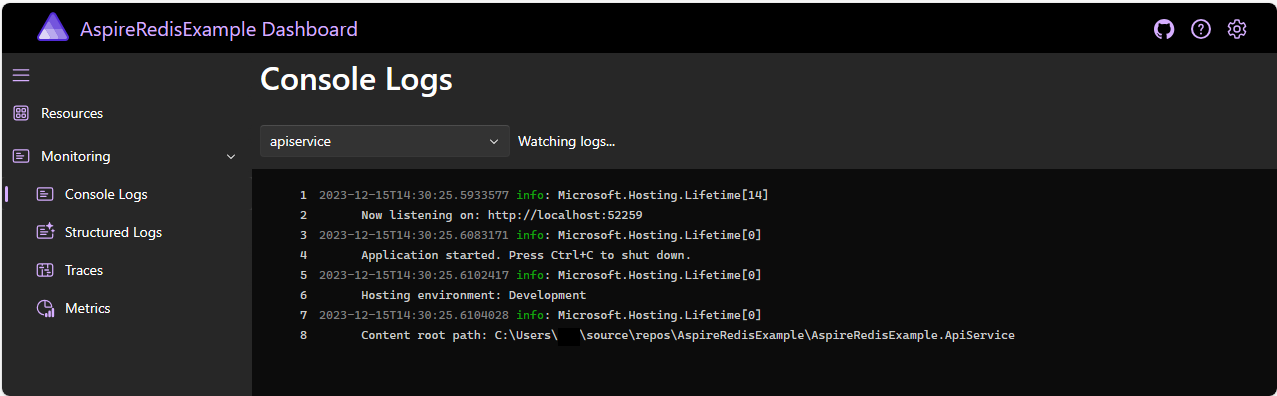 AspireRedisExample Dashboard
Console Logs
Resources
apiservice Watching logs...
Monitoring
Console Logs
Structured Logs
Traces
Metrics
1 2023-12-15T14:30:25.5933577 info: Microsoft.Hosting.Lifetime[14]
2 Now listening on: http://localhost:52259
3 2023-12-15T14:30:25.6083171 info: Microsoft.Hosting.Lifetime[0]
4 Application started. Press Ctrl+C to shut down.
5 2023-12-15T14:30:25.6102417 info: Microsoft.Hosting.Lifetime[0]
6 Hosting environment: Development
7 2023-12-15T14:30:25.6104028 info: Microsoft.Hosting.Lifetime[0]
8 Content root path: C:\Users\ \source\repos\AspireRedisExample\AspireRedisExample.ApiService